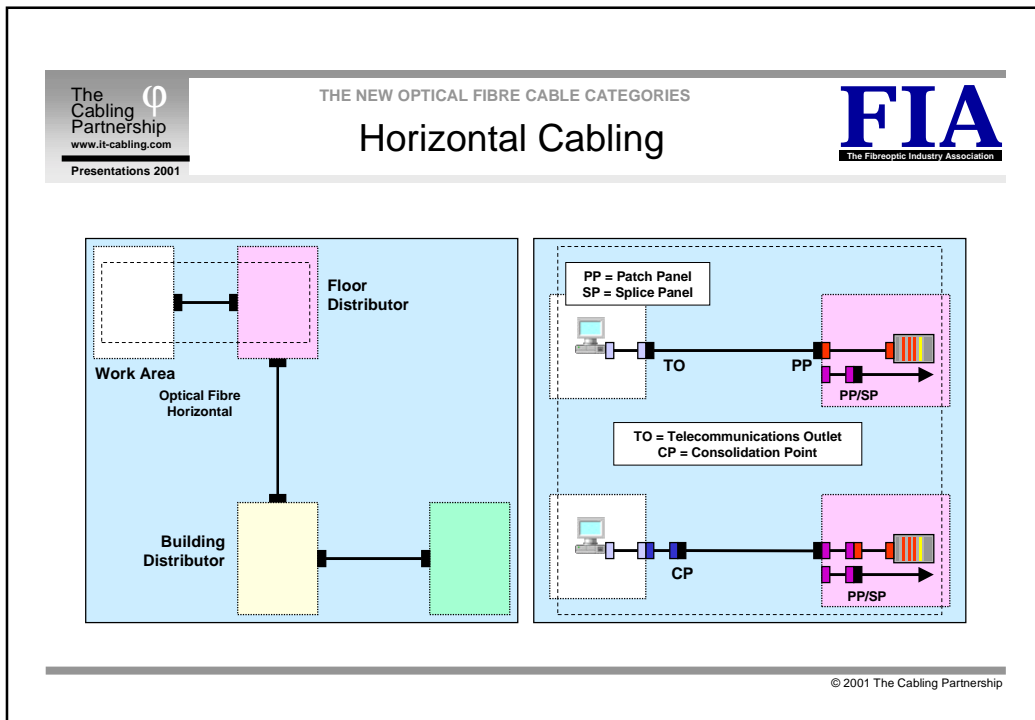 The
Cabling
Partnership
φ
www.it-cabling.com
Presentations 2001
THE NEW OPTICAL FIBRE CABLE CATEGORIES
Horizontal Cabling
FIA
The Fibreoptic Industry Association
Floor
Distributor
Work Area
Optical Fibre
Horizontal
Building
Distributor
PP = Patch Panel
SP = Splice Panel
TO
PP
PP/SP
TO = Telecommunications Outlet
CP = Consolidation Point
CP
PP/SP
© 2001 The Cabling Partnership